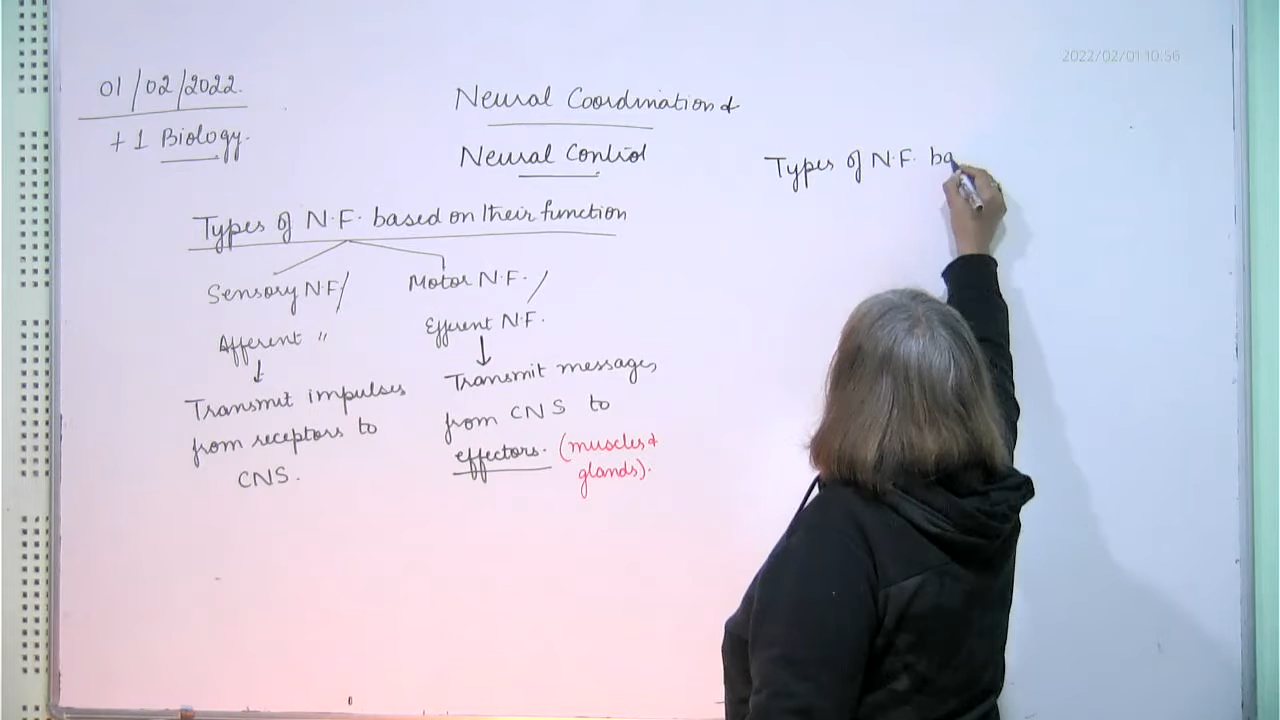 2022/02/01 10:56
01/02/2022.
+1 Biology.
Neural Coordination &
Neural Control
Types of N.F. based on their function
Sensory N.F/
Afferent "
↓
Transmit impulses
from receptors to
CNS.
Motor N.F. /
Efferent N.F.
↓
Transmit messages
from CNS to
effectors. (muscles &
glands).
Types of N.F. ba